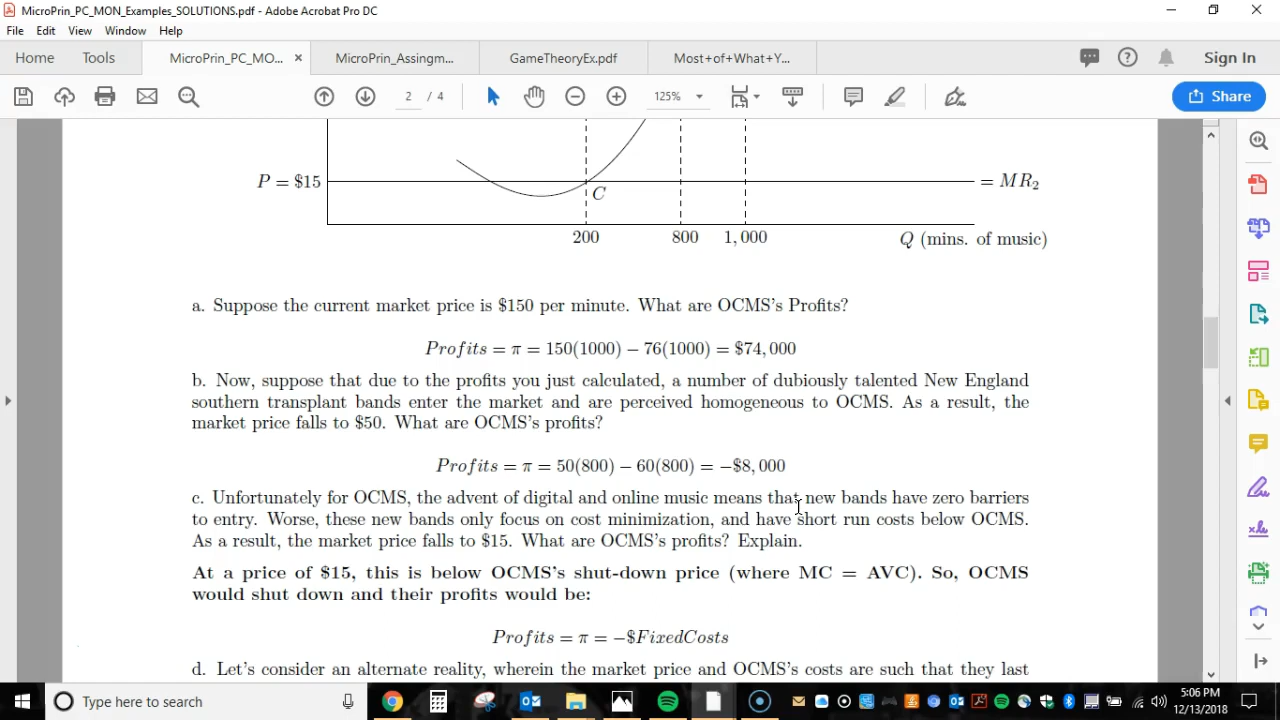 MicroPrin_PC_MON_Examples_SOLUTIONS.pdf - Adobe Acrobat Pro DC
File Edit View Window Help
Home Tools MicroPrin_PC_MO... × MicroPrin_Assingm... GameTheoryEx.pdf Most+of+What+Y... Sign In
2 / 4 125% Share
P = $15 C = MR₂
200 800 1,000 Q (mins. of music)
a. Suppose the current market price is $150 per minute. What are OCMS's Profits?
Profits = π = 150(1000) − 76(1000) = $74,000
b. Now, suppose that due to the profits you just calculated, a number of dubiously talented New England
southern transplant bands enter the market and are perceived homogeneous to OCMS. As a result, the
market price falls to $50. What are OCMS's profits?
Profits = π = 50(800) − 60(800) = −$8,000
c. Unfortunately for OCMS, the advent of digital and online music means that new bands have zero barriers
to entry. Worse, these new bands only focus on cost minimization, and have short run costs below OCMS.
As a result, the market price falls to $15. What are OCMS's profits? Explain.
At a price of $15, this is below OCMS's shut-down price (where MC = AVC). So, OCMS
would shut down and their profits would be:
Profits = π = −$FixedCosts
d. Let's consider an alternate reality, wherein the market price and OCMS's costs are such that they last
Type here to search
5:06 PM
12/13/2018